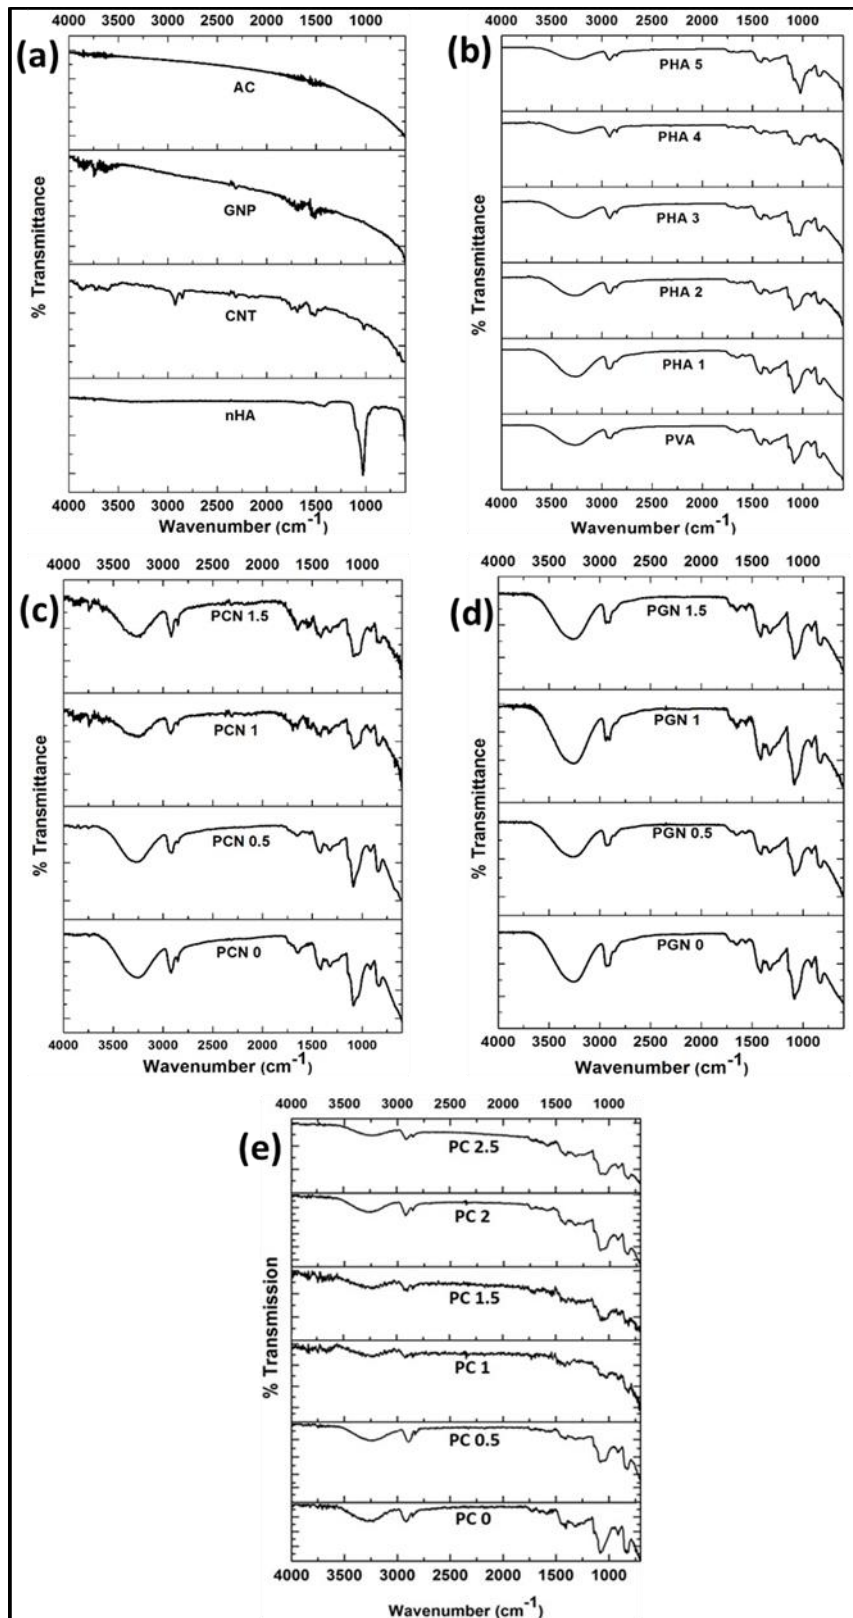 4000 3500 3000 2500 2000 1500 1000
(a)
AC
GNP
CNT
nHA
% Transmittance
4000 3500 3000 2500 2000 1500 1000
Wavenumber (cm⁻¹)
4000 3500 3000 2500 2000 1500 1000
(b)
PHA 5
PHA 4
PHA 3
PHA 2
PHA 1
PVA
% Transmittance
4000 3500 3000 2500 2000 1500 1000
Wavenumber (cm⁻¹)
4000 3500 3000 2500 2000 1500 1000
(c)
PCN 1.5
PCN 1
PCN 0.5
PCN 0
% Transmittance
4000 3500 3000 2500 2000 1500 1000
Wavenumber (cm⁻¹)
4000 3500 3000 2500 2000 1500 1000
(d)
PGN 1.5
PGN 1
PGN 0.5
PGN 0
% Transmittance
4000 3500 3000 2500 2000 1500 1000
Wavenumber (cm⁻¹)
4000 3500 3000 2500 2000 1500 1000
(e)
PC 2.5
PC 2
PC 1.5
PC 1
PC 0.5
PC 0
% Transmission
4000 3500 3000 2500 2000 1500 1000
Wavenumber (cm⁻¹)